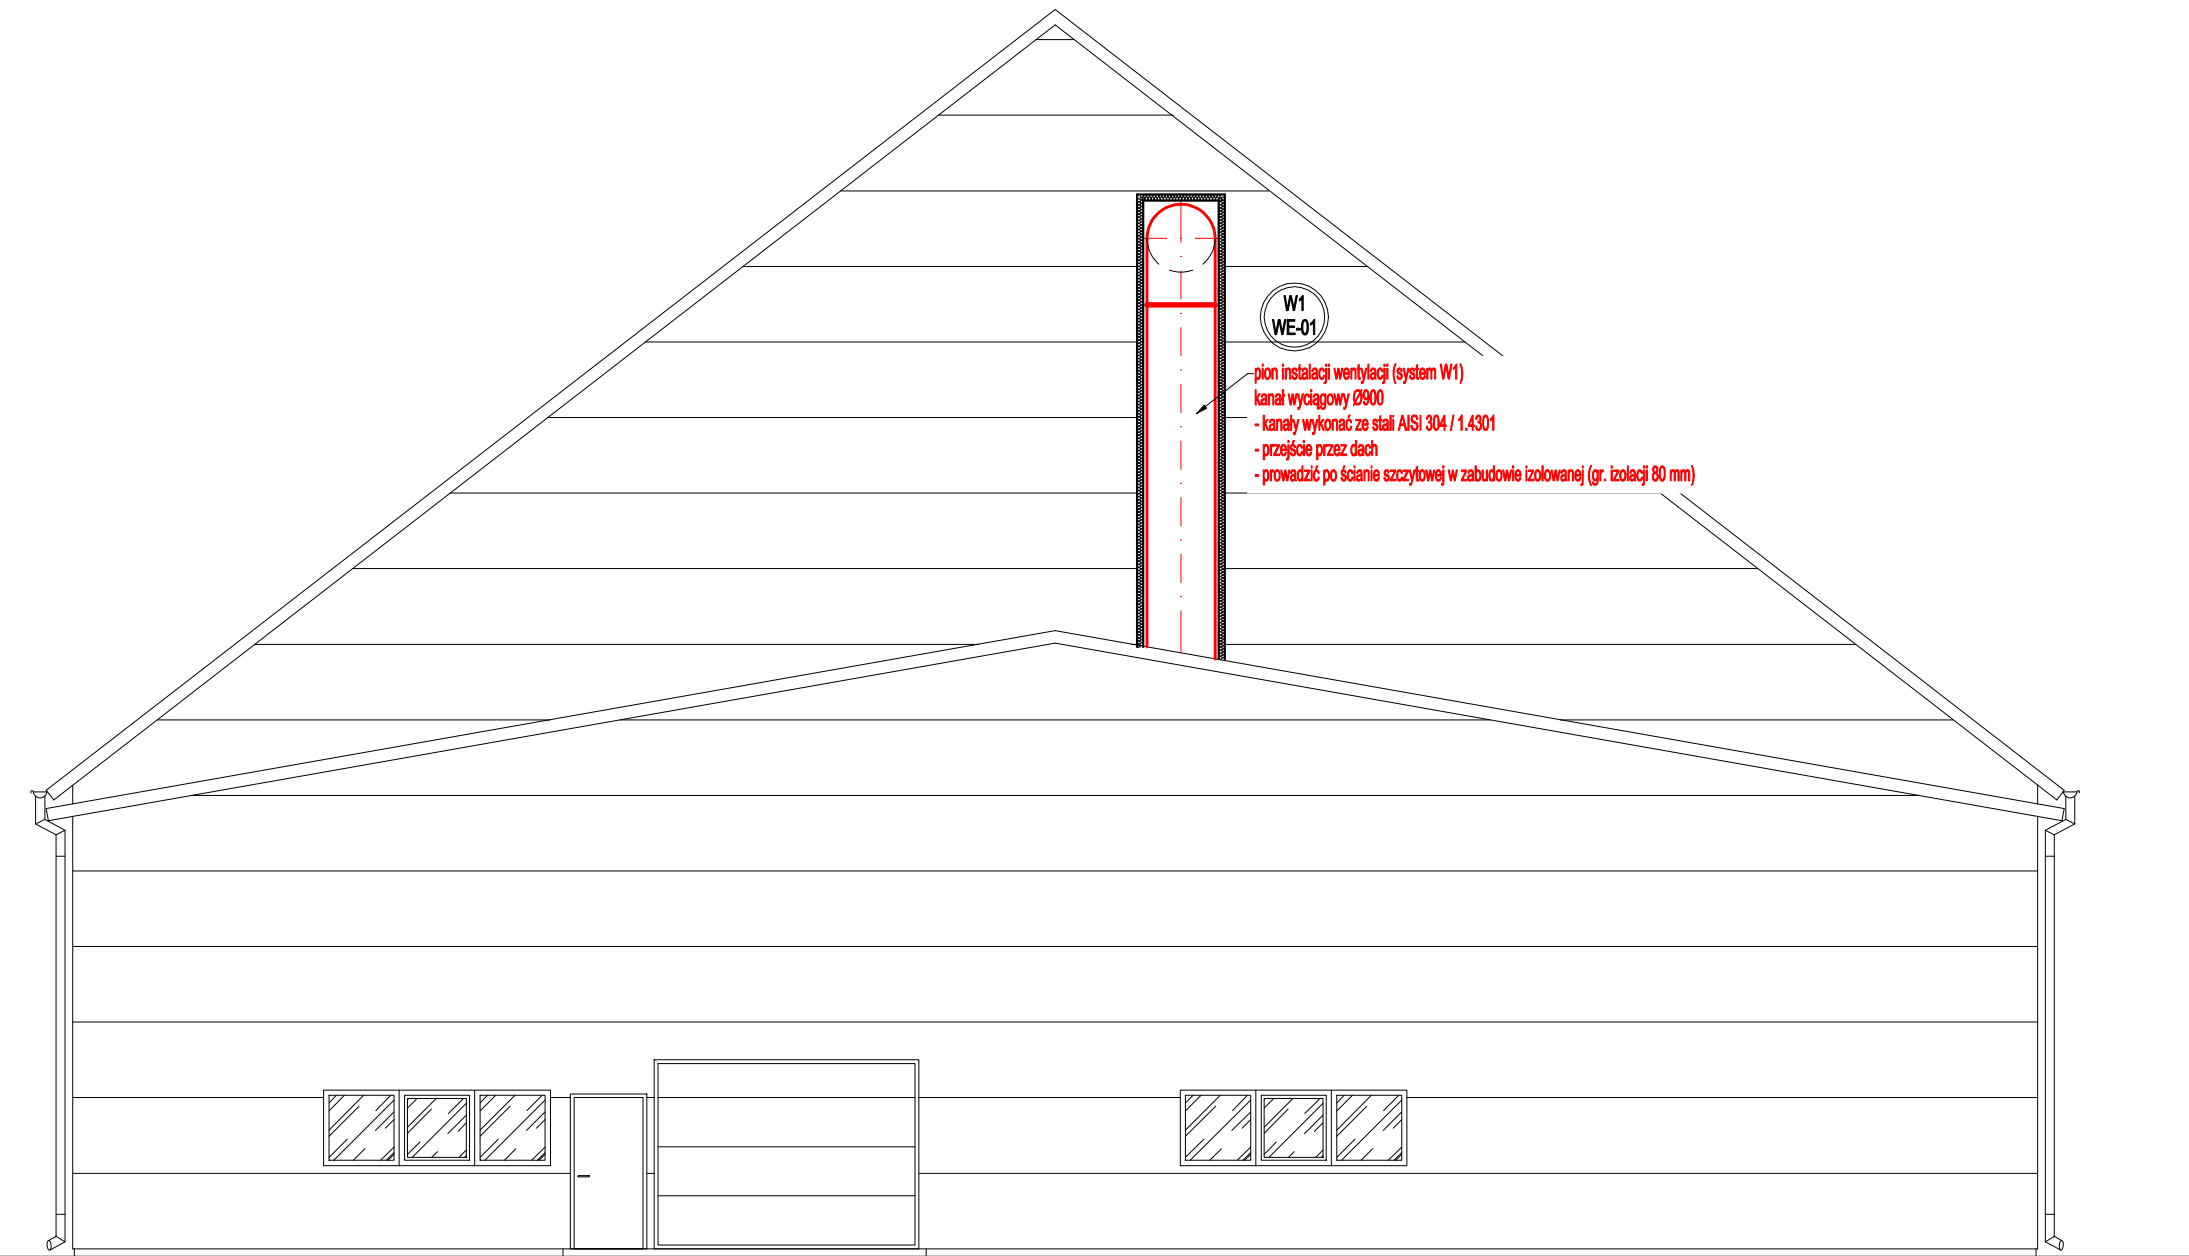 W1
WE-01
pion instalacji wentylacji (system W1)
kanał wyciągowy Ø900
- kanały wykonać ze stali AISI 304 / 1.4301
- przejście przez dach
- prowadzić po ścianie szczytowej w zabudowie izolowanej (gr. izolacji 80 mm)